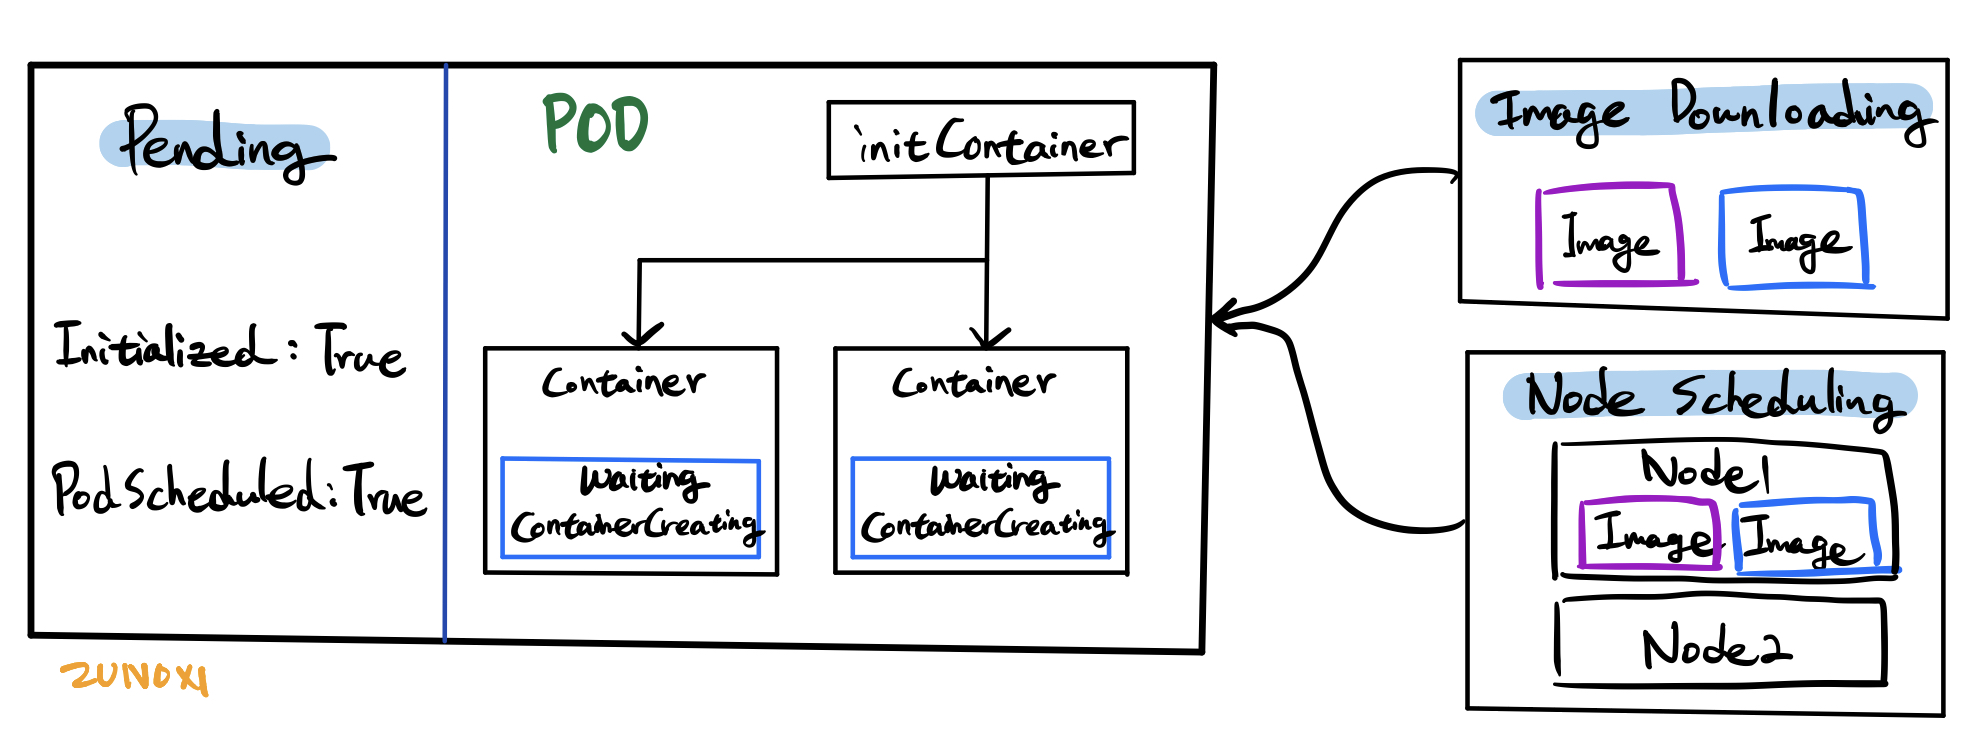 Pending
Initialized: True
PodScheduled: True
POD
initContainer
Container
Waiting
ContainerCreating
Container
Waiting
ContainerCreating
Image Downloading
Image
Image
Node Scheduling
Node1
Image
Image
Node2
ZUNOXI